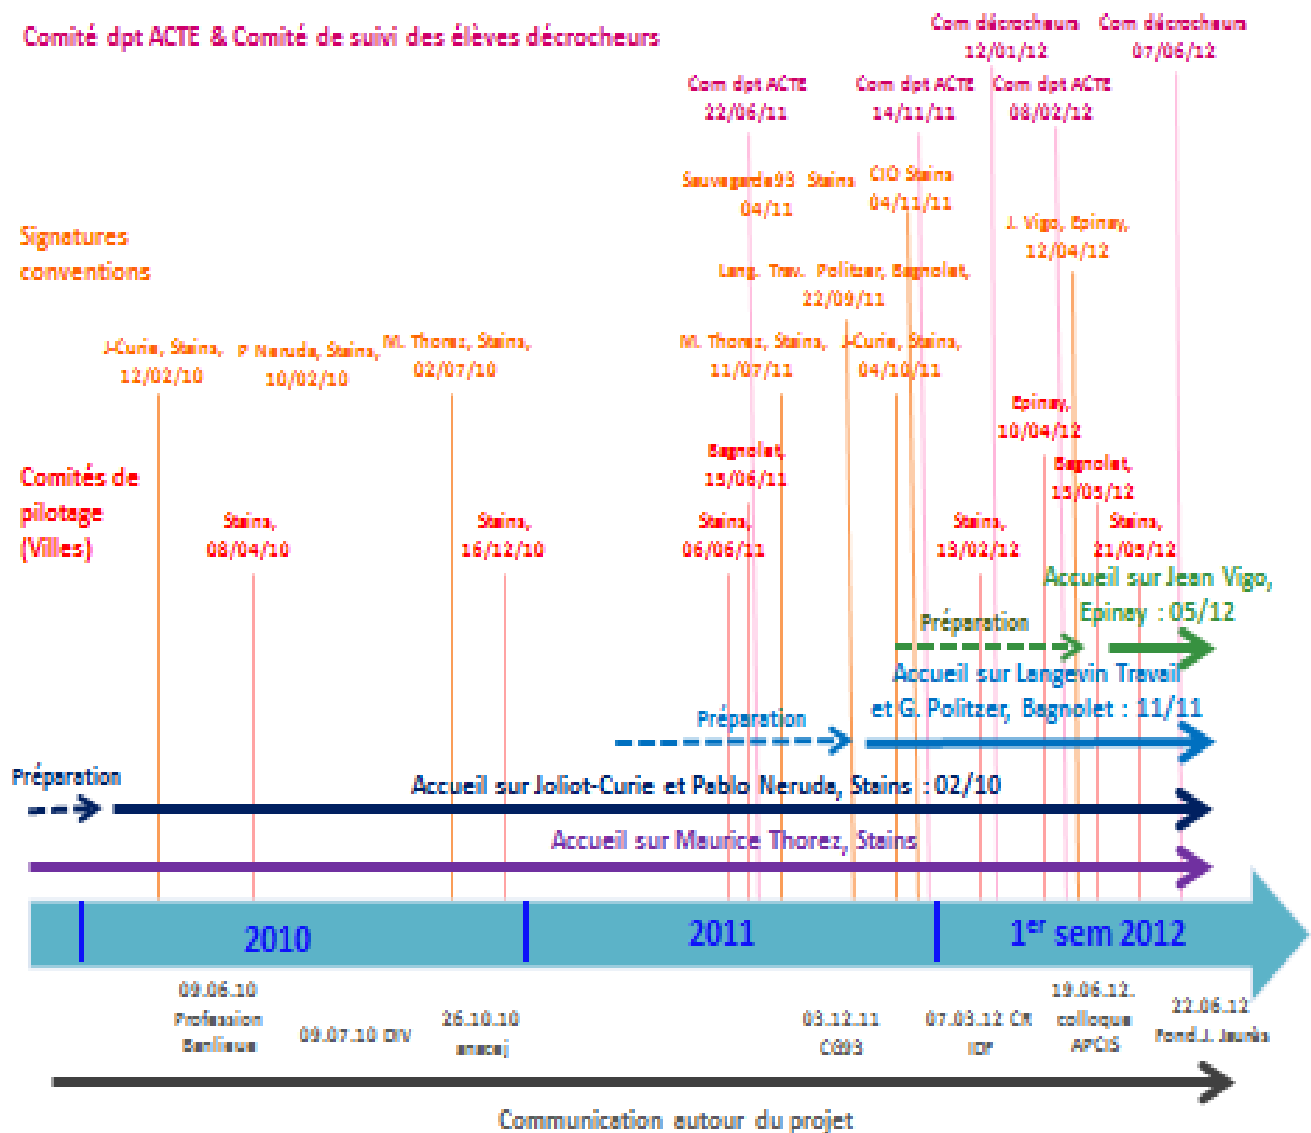 Com décrocheurs
12/01/12
Com décrocheurs
07/06/12
Comité dpt ACTE & Comité de suivi des élèves décrocheurs
Com dpt ACTE
22/06/11
Com dpt ACTE
14/11/11
Com dpt ACTE
08/02/12
Sauvegarde93 Stains
04/11
CIO Stains
04/11/11
Signatures
conventions
J. Vigo, Epinay,
12/04/12
Lang. Trav. Politzer, Bagnolet,
22/09/11
J-Curie, Stains,
12/02/10
P Neruda, Stains,
10/02/10
M. Thorez, Stains,
02/07/10
M. Thorez, Stains,
11/07/11
J-Curie, Stains,
04/10/11
Epinay,
10/04/12
Comités de
pilotage
(Villes)
Bagnolet,
15/06/11
Bagnolet,
15/05/12
Stains,
08/04/10
Stains,
16/12/10
Stains,
06/06/11
Stains,
13/02/12
Stains,
21/05/12
Accueil sur Jean Vigo,
Epinay : 05/12
Préparation
Accueil sur Langevin Travail
et G. Politzer, Bagnolet : 11/11
Préparation
Préparation
Accueil sur Joliot-Curie et Pablo Neruda, Stains : 02/10
Accueil sur Maurice Thorez, Stains
2010
2011
1er sem 2012
09.06.10
Profession
Banlieue
09.07.10 DIV
26.10.10
anacej
03.12.11
CG93
07.03.12 CR
IDF
19.06.12.
colloque
APCIS
22.06.12
Fond.J. Jaurès
Communication autour du projet